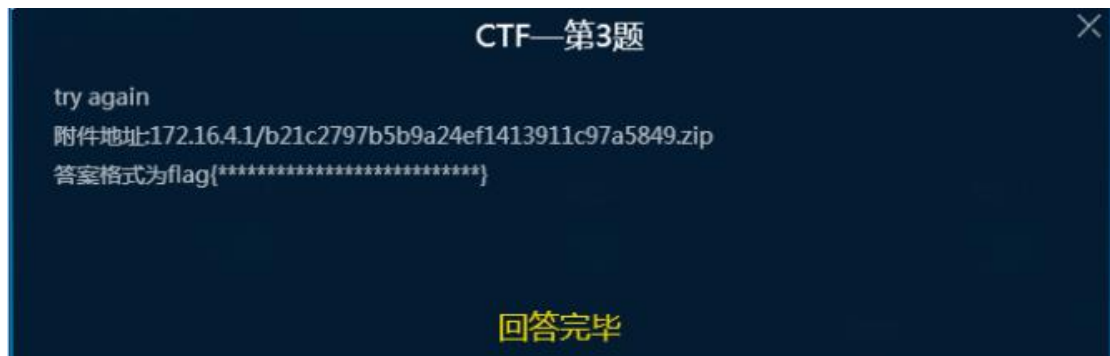 CTF—第3题
try again
附件地址:172.16.4.1/b21c2797b5b9a24ef1413911c97a5849.zip
答案格式为flag{***************************}
回答完毕